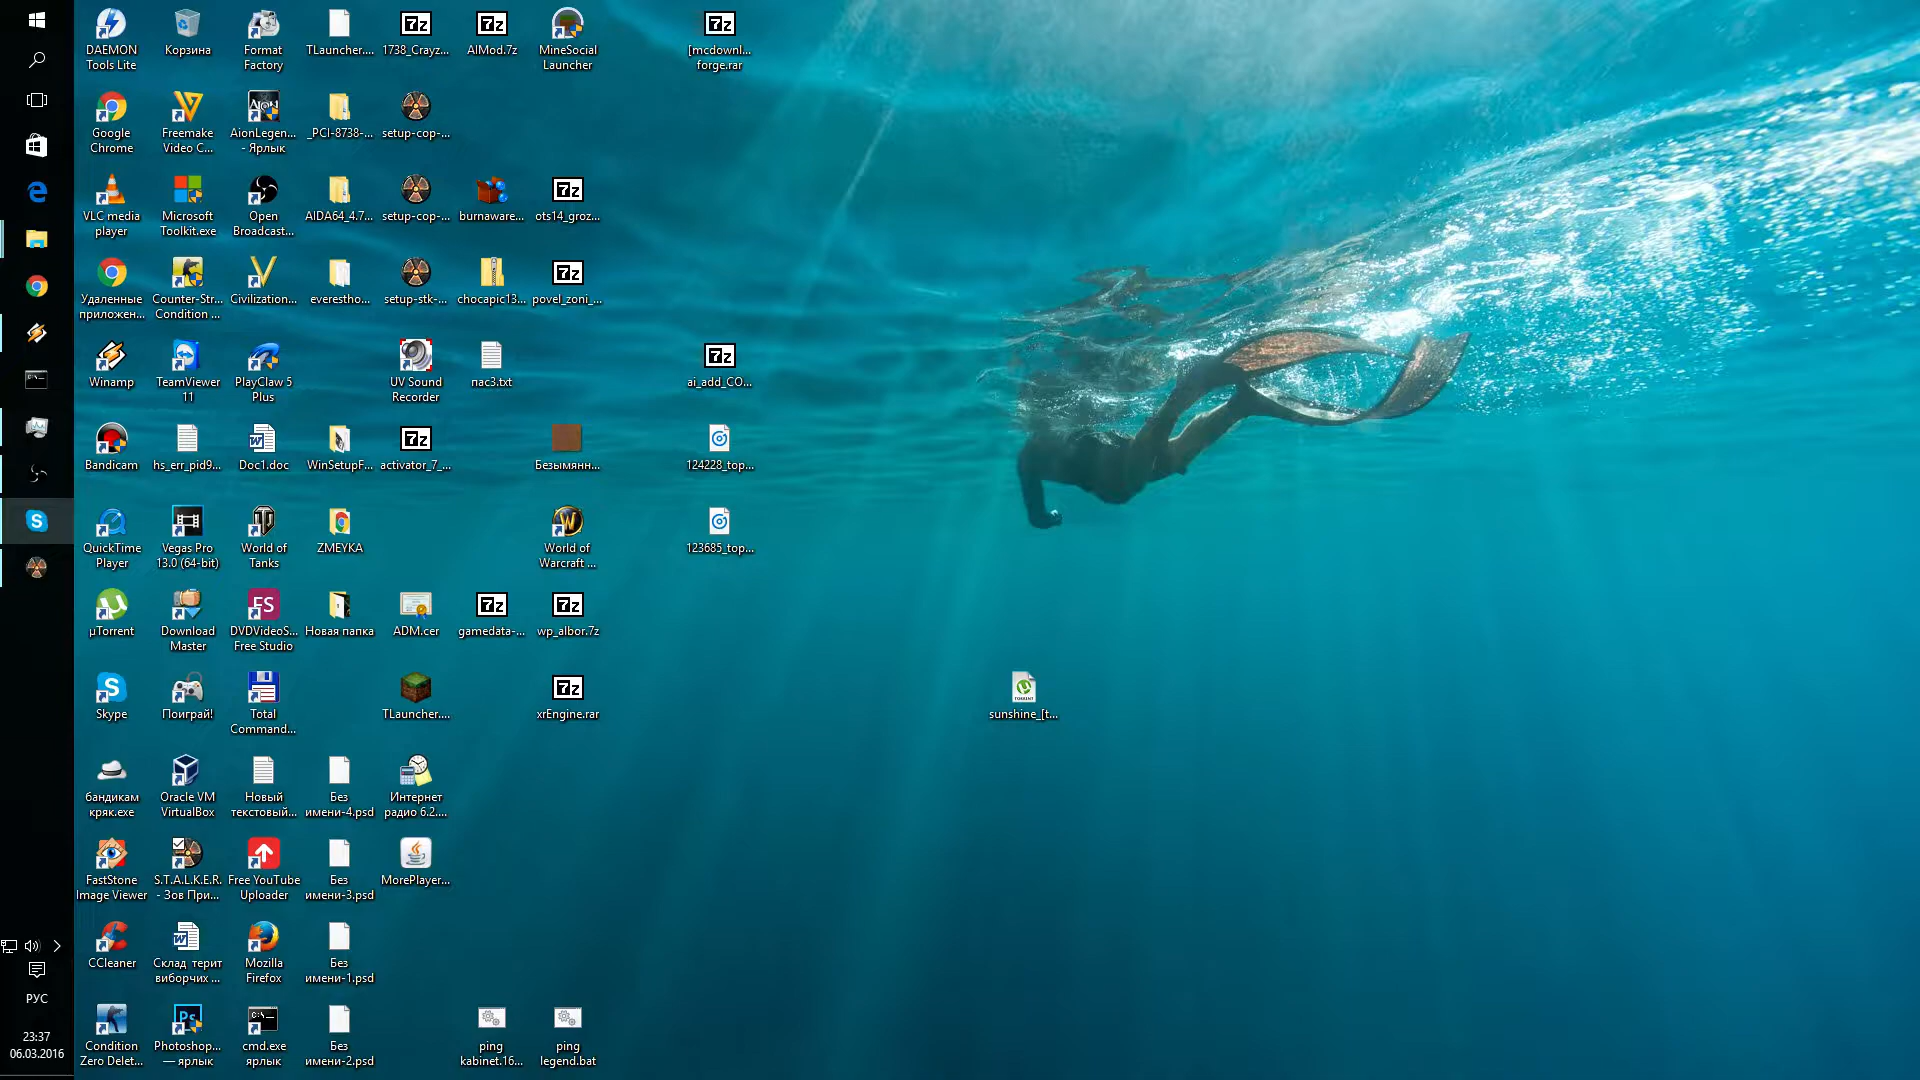 DAEMON
Tools Lite
Корзина
Format
Factory
TLauncher....
1738_Crayz...
AIMod.7z
MineSocial
Launcher
[mcdownl...
forge.rar
Google
Chrome
Freemake
Video C...
AionLegen...
- Ярлык
_PCI-8738-...
setup-cop-...
VLC media
player
Microsoft
Toolkit.exe
Open
Broadcast...
AIDA64_4.7...
setup-cop-...
burnaware...
ots14_groz...
Удаленные
приложен...
Counter-Str...
Condition ...
Civilization...
everestho...
setup-stk-...
chocapic13...
povel_zoni_...
Winamp
TeamViewer
11
PlayClaw 5
Plus
UV Sound
Recorder
пас3.txt
ai_add_CO...
Bandicam
hs_err_pid9...
Doc1.doc
WinSetupF...
activator_7_...
Безымянн...
124228_top...
QuickTime
Player
Vegas Pro
13.0 (64-bit)
World of
Tanks
ZMEYKA
World of
Warcraft ...
123685_top...
µTorrent
Download
Master
DVDVideoS...
Free Studio
Новая папка
ADM.cer
gamedata-...
wp_albor.7z
Skype
Поиграй!
Total
Command...
TLauncher....
xrEngine.rar
sunshine_[t...
бандикам
кряк.exe
Oracle VM
VirtualBox
Новый
текстовый...
Без
имени-4.psd
Интернет
радио 6.2....
FastStone
Image Viewer
S.T.A.L.K.E.R.
- Зов При...
Free YouTube
Uploader
Без
имени-3.psd
MorePlayer...
CCleaner
Склад терит
виборчих ...
Mozilla
Firefox
Без
имени-1.psd
Condition
Zero Delet...
Photoshop...
— ярлык
cmd.exe
ярлык
Без
имени-2.psd
ping
kabinet.16...
ping
legend.bat
РУС
23:37
06.03.2016